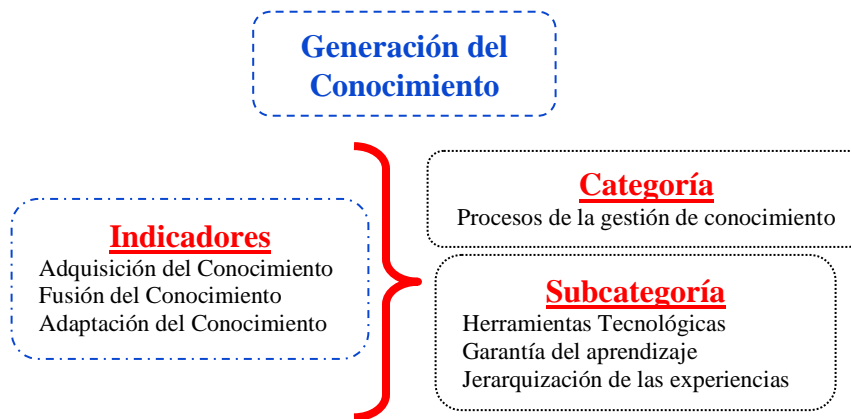 Generación del
Conocimiento
Indicadores
Adquisición del Conocimiento
Fusión del Conocimiento
Adaptación del Conocimiento
Categoría
Procesos de la gestión de conocimiento
Subcategoría
Herramientas Tecnológicas
Garantía del aprendizaje
Jerarquización de las experiencias